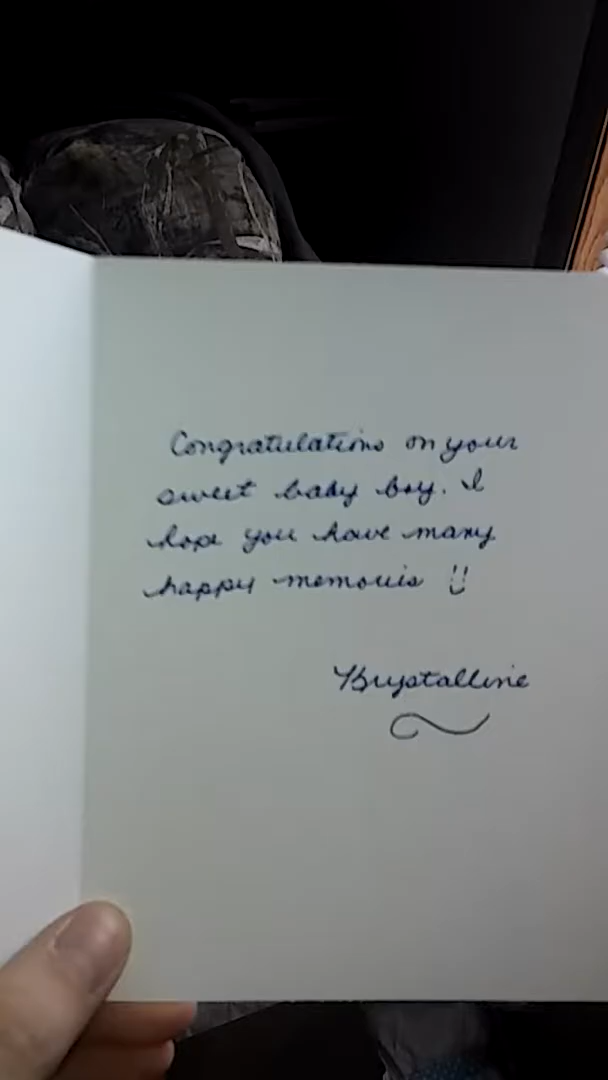 Congratulations on your
sweet baby boy. I
hope you have many
happy memories !!
Krystalline